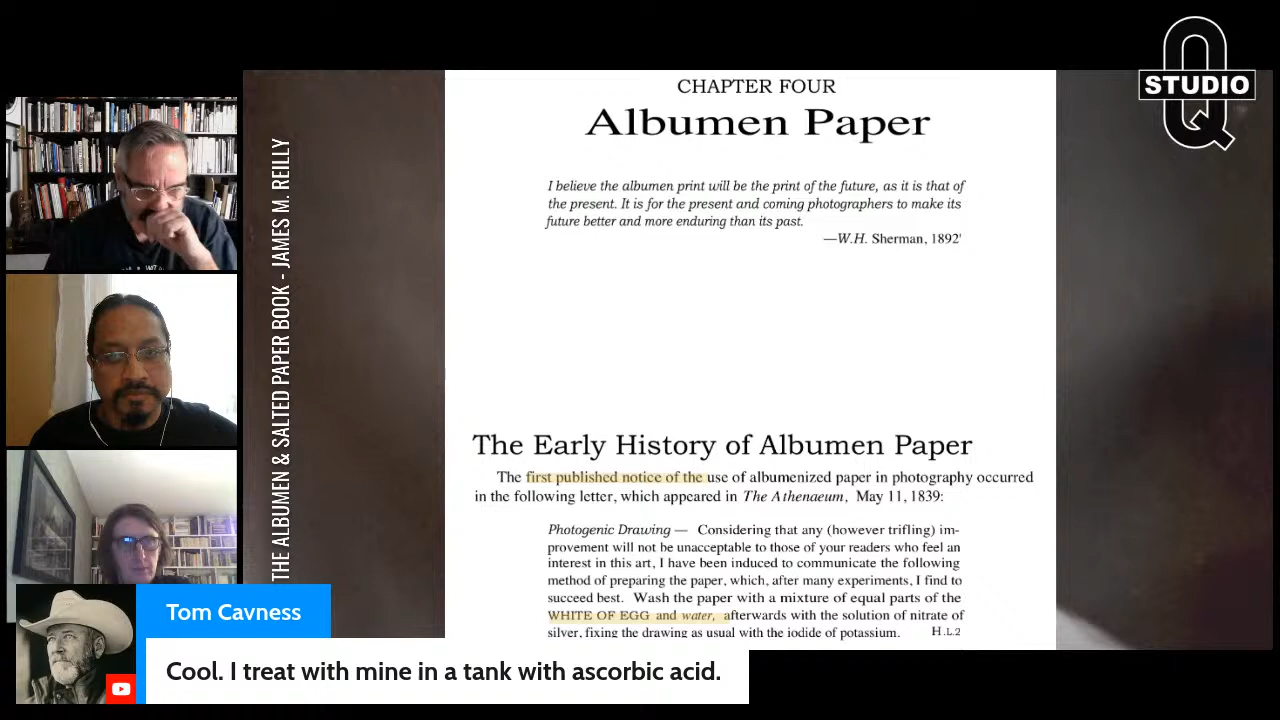 CHAPTER FOUR
Albumen Paper
I believe the albumen print will be the print of the future, as it is that of
the present. It is for the present and coming photographers to make its
future better and more enduring than its past.
—W.H. Sherman, 1892'
The Early History of Albumen Paper
The first published notice of the use of albumenized paper in photography occurred
in the following letter, which appeared in The Athenaeum, May 11, 1839:
Photogenic Drawing — Considering that any (however trifling) im-
provement will not be unacceptable to those of your readers who feel an
interest in this art, I have been induced to communicate the following
method of preparing the paper, which, after many experiments, I find to
succeed best. Wash the paper with a mixture of equal parts of the
WHITE OF EGG and water, afterwards with the solution of nitrate of
silver, fixing the drawing as usual with the iodide of potassium. H.L.2
THE ALBUMEN & SALTED PAPER BOOK - JAMES M. REILLY
Q
STUDIO
Tom Cavness
Cool. I treat with mine in a tank with ascorbic acid.